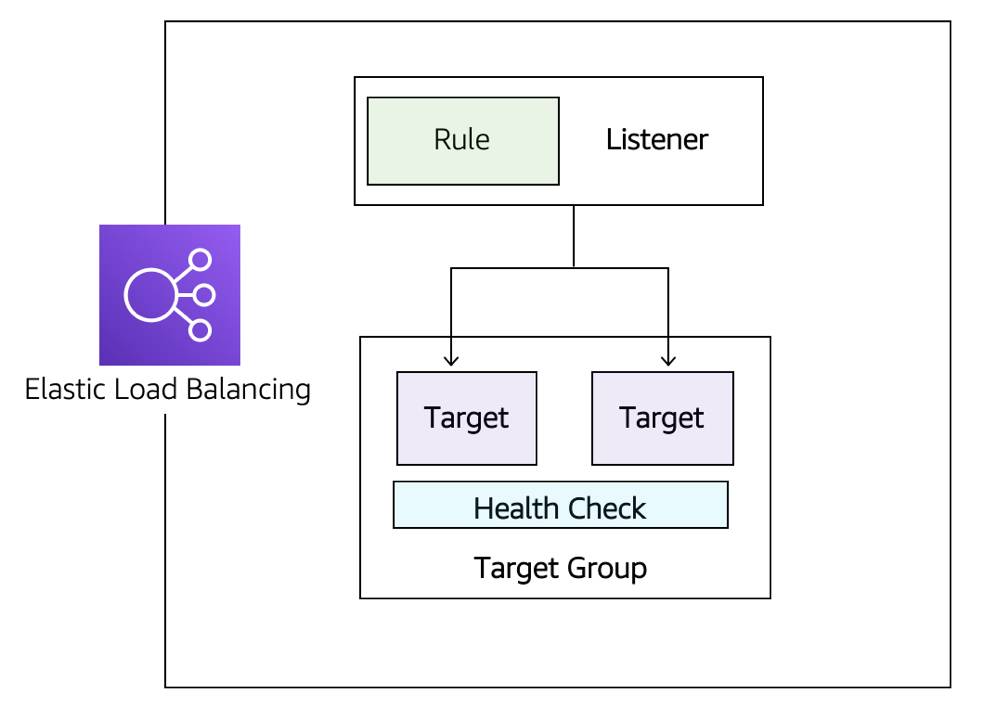 Rule
Listener
Elastic Load Balancing
Target
Target
Health Check
Target Group